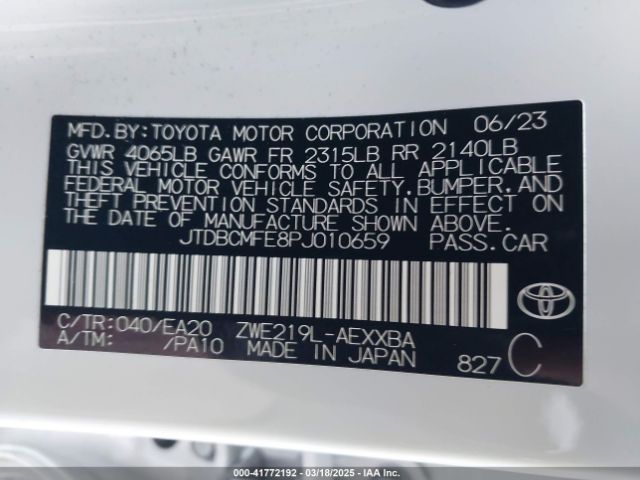 MFD.BY:TOYOTA MOTOR CORPORATION 06/23
GVWR 4065LB GAWR FR 2315LB RR 2140LB
THIS VEHICLE CONFORMS TO ALL APPLICABLE
FEDERAL MOTOR VEHICLE SAFETY,BUMPER,AND
THEFT PREVENTION STANDARDS IN EFFECT ON
THE DATE OF MANUFACTURE SHOWN ABOVE.
JTDBCMFE8PJ010659 PASS.CAR
C/TR:040/EA20 ZWE219L-AEXXBA
A/TM: /PA10 MADE IN JAPAN 827 C
TOYOTA
000-41772192 - 03/18/2025 - IAA Inc.